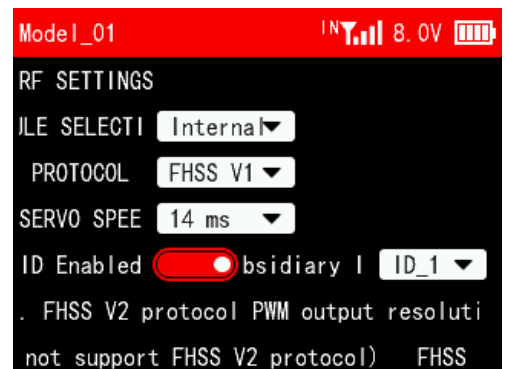 Model_01 IN 8.0V
RF SETTINGS
ULE SELECTI Internal
PROTOCOL FHSS V1
SERVO SPEE 14 ms
ID Enabled bsidiary I ID_1
. FHSS V2 protocol PWM output resoluti
not support FHSS V2 protocol) FHSS